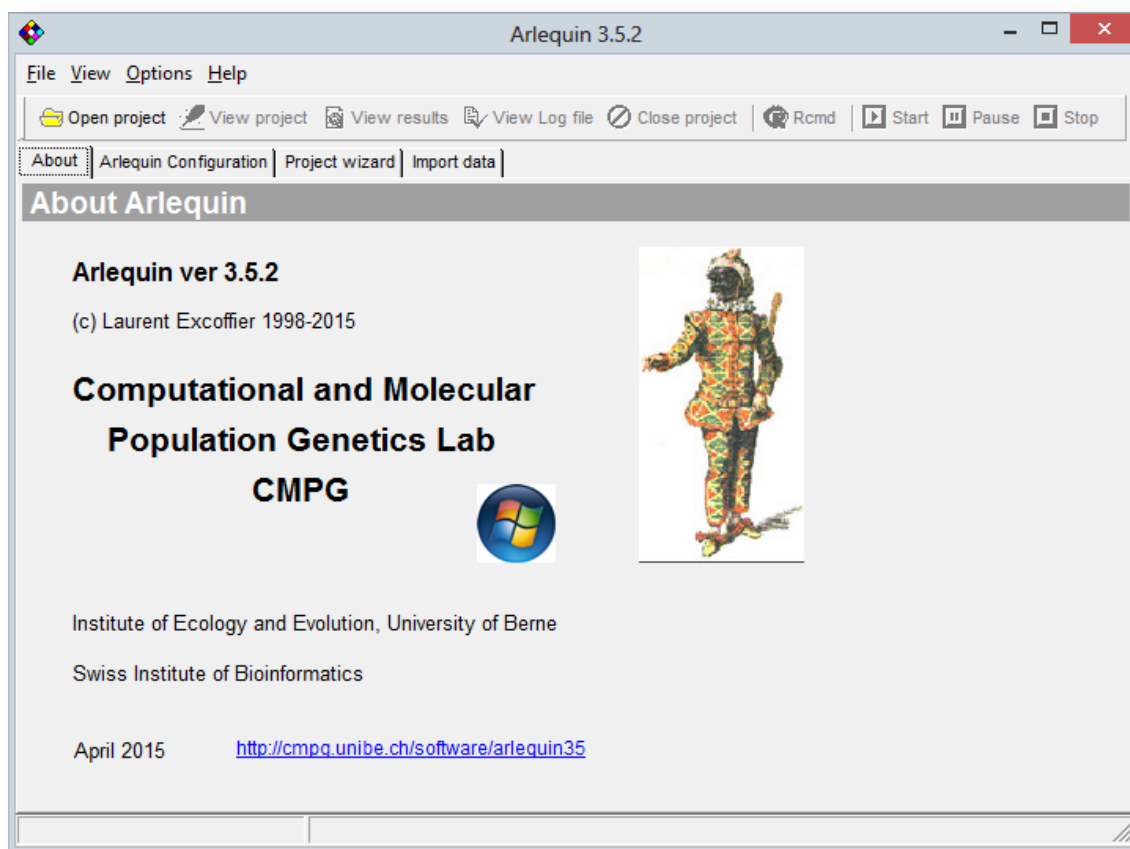 Arlequin 3.5.2
File View Options Help
Open project View project View results View Log file Close project Rcmd Start Pause Stop
About Arlequin Configuration Project wizard Import data
About Arlequin
Arlequin ver 3.5.2
(c) Laurent Excoffier 1998-2015
Computational and Molecular
Population Genetics Lab
CMPG
Institute of Ecology and Evolution, University of Berne
Swiss Institute of Bioinformatics
April 2015 http://cmpg.unibe.ch/software/arlequin35